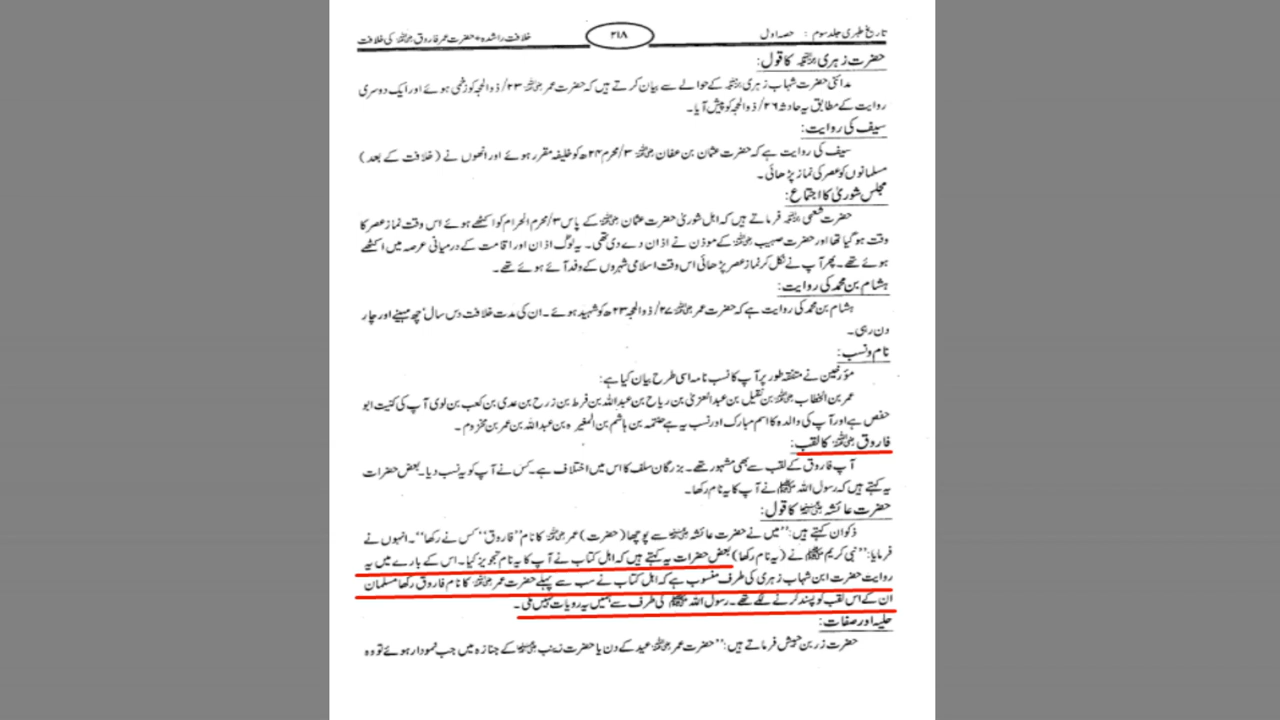 تاریخ طبری جلد سوم : حصہ اول
۲۱۸
خلافت راشدہ + حضرت عمر فاروق رضی اللہ عنہ کی خلافت
حضرت زہری رضی اللہ عنہ کا قول:
مدائنی حضرت شہاب زہری رضی اللہ عنہ کے حوالے سے بیان کرتے ہیں کہ حضرت عمر رضی اللہ عنہ ۲۳/ ذوالحجہ کو زخمی ہوئے اور ایک دوسری
روایت کے مطابق یہ حادثہ ۲۶/ ذوالحجہ کو پیش آیا۔
سیف کی روایت:
سیف کی روایت ہے کہ حضرت عثمان بن عفان رضی اللہ عنہ ۳/ محرم ۲۴ھ کو خلیفہ مقرر ہوئے اور انھوں نے (خلافت کے بعد)
مسلمانوں کو عصر کی نماز پڑھائی۔
مجلس شوریٰ کا اجتماع:
حضرت شعبی فرماتے ہیں کہ اہل شوریٰ حضرت عثمان رضی اللہ عنہ کے پاس ۳/ محرم الحرام کو اکٹھے ہوئے اس وقت نماز عصر کا
وقت ہو گیا تھا اور حضرت صہیب رضی اللہ عنہ کے موذن نے اذان دے دی تھی۔ یہ لوگ اذان اور اقامت کے درمیانی عرصہ میں اکٹھے
ہوئے تھے۔ پھر آپ نے نکل کر نماز عصر پڑھائی اس وقت اسلامی شہروں کے وفد آئے ہوئے تھے۔
ہشام بن محمد کی روایت:
ہشام بن محمد کی روایت ہے کہ حضرت عمر رضی اللہ عنہ ۲۷/ ذوالحجہ ۲۳ھ کو شہید ہوئے۔ ان کی مدت خلافت دس سال' چھ مہینے اور چار
دن رہی۔
نام و نسب:
مؤرخین نے متفقہ طور پر آپ کا نسب نامہ اسی طرح بیان کیا ہے:
عمر بن الخطاب رضی اللہ عنہ بن نفیل بن عبدالعزیٰ بن ریاح بن عبداللہ بن قرط بن زرح بن عدی بن کعب بن لوی آپ کی کنیت ابو
حفص ہے اور آپ کی والدہ کا اسم مبارک اور نسب یہ ہے حنتمہ بن ہاشم بن المغیرہ بن عبداللہ بن عمر بن مخزوم۔
فاروق رضی اللہ عنہ کا لقب:
آپ فاروق کے لقب سے بھی مشہور تھے۔ بزرگان سلف کا اس میں اختلاف ہے۔ کس نے آپ کو یہ نسب دیا۔ بعض حضرات
یہ کہتے ہیں کہ رسول اللہ ﷺ نے آپ کا یہ نام رکھا۔
حضرت عائشہ رضی اللہ عنہا کا قول:
ذکوان کہتے ہیں: "میں نے حضرت عائشہ رضی اللہ عنہا سے پوچھا (حضرت) عمر رضی اللہ عنہ کا نام "فاروق" کس نے رکھا"۔ انہوں نے
فرمایا: "نبی کریم ﷺ نے (یہ نام رکھا) بعض حضرات یہ کہتے ہیں کہ اہل کتاب نے آپ کا یہ نام تجویز کیا۔ اس کے بارے میں یہ
روایت حضرت ابن شہاب زہری کی طرف منسوب ہے کہ اہل کتاب نے سب سے پہلے حضرت عمر رضی اللہ عنہ کا نام فاروق رکھا مسلمان
ان کے اس لقب کو پسند کرنے لگے تھے۔ رسول اللہ ﷺ کی طرف سے ہمیں یہ رویات نہیں ملی۔
حلیہ اور صفات:
حضرت زر بن حبیش فرماتے ہیں: "حضرت عمر رضی اللہ عنہ عید کے دن یا حضرت زینب رضی اللہ عنہا کے جنازہ میں جب نمودار ہوئے تو وہ